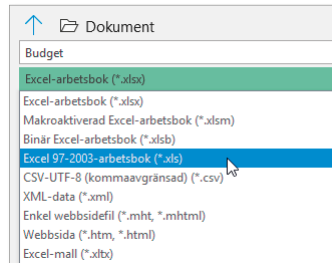 Dokument
Budget
Excel-arbetsbok (*.xlsx)
Excel-arbetsbok (*.xlsx)
Makroaktiverad Excel-arbetsbok (*.xlsm)
Binär Excel-arbetsbok (*.xlsb)
Excel 97-2003-arbetsbok (*.xls)
CSV-UTF-8 (kommaavgränsad) (*.csv)
XML-data (*.xml)
Enkel webbsidefil (*.mht, *.mhtml)
Webbsida (*.htm, *.html)
Excel-mall (*.xltx)